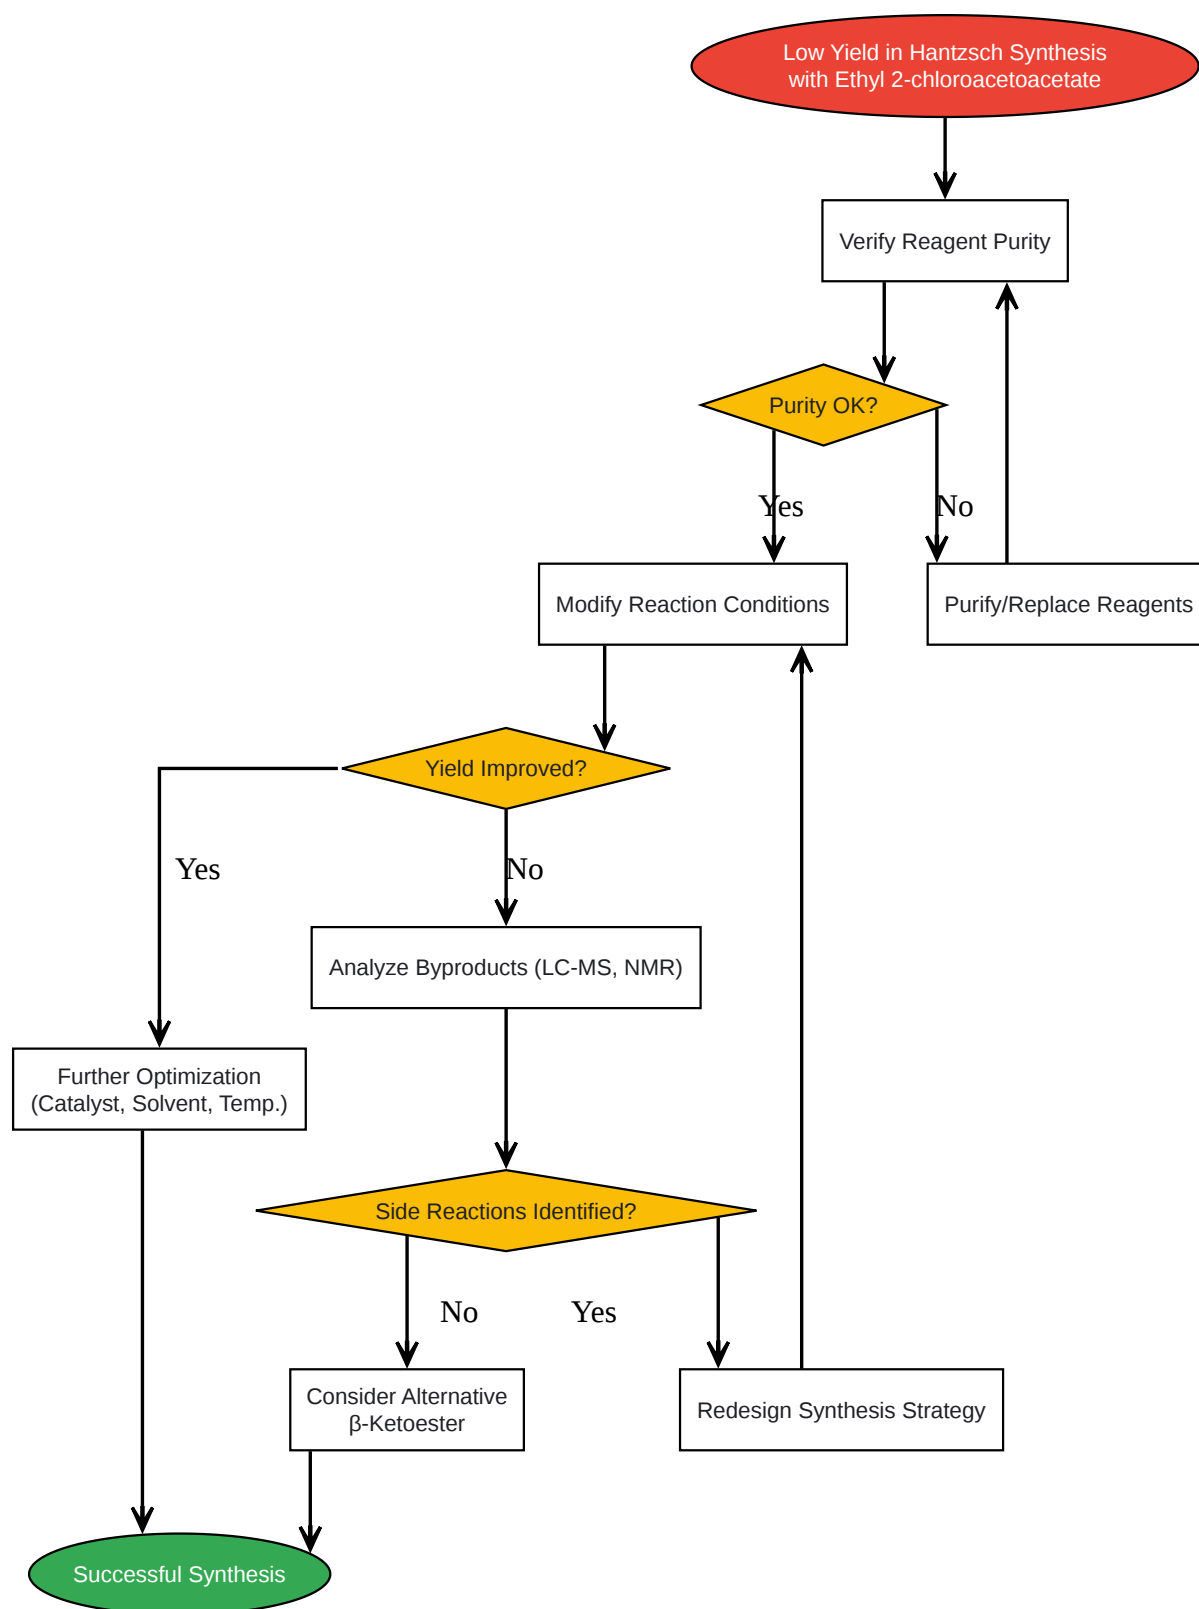 Low Yield in Hantzsch Synthesis
with Ethyl 2-chloroacetoacetate
Verify Reagent Purity
Purity OK?
Yes
No
Modify Reaction Conditions
Purify/Replace Reagents
Yield Improved?
Yes
No
Analyze Byproducts (LC-MS, NMR)
Further Optimization
(Catalyst, Solvent, Temp.)
Side Reactions Identified?
No
Yes
Consider Alternative
β-Ketoester
Redesign Synthesis Strategy
Successful Synthesis